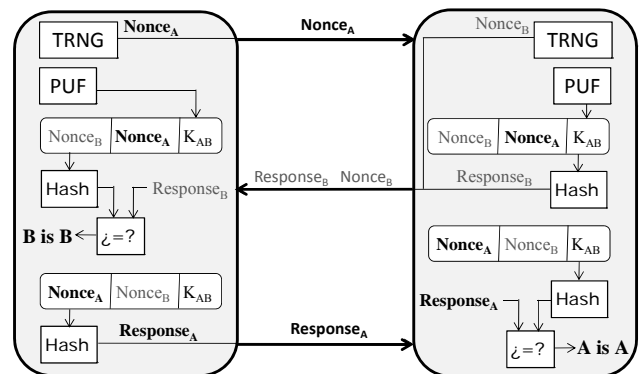 TRNG Nonce_A Nonce_A Nonce_B TRNG
PUF PUF
Nonce_B Nonce_A K_AB Nonce_B Nonce_A K_AB
Hash Response_B Response_B Nonce_B Response_B Hash
B is B ¿=?
Nonce_A Nonce_B K_AB
Nonce_A Nonce_B K_AB
Response_A Hash
Hash Response_A Response_A
¿=? A is A